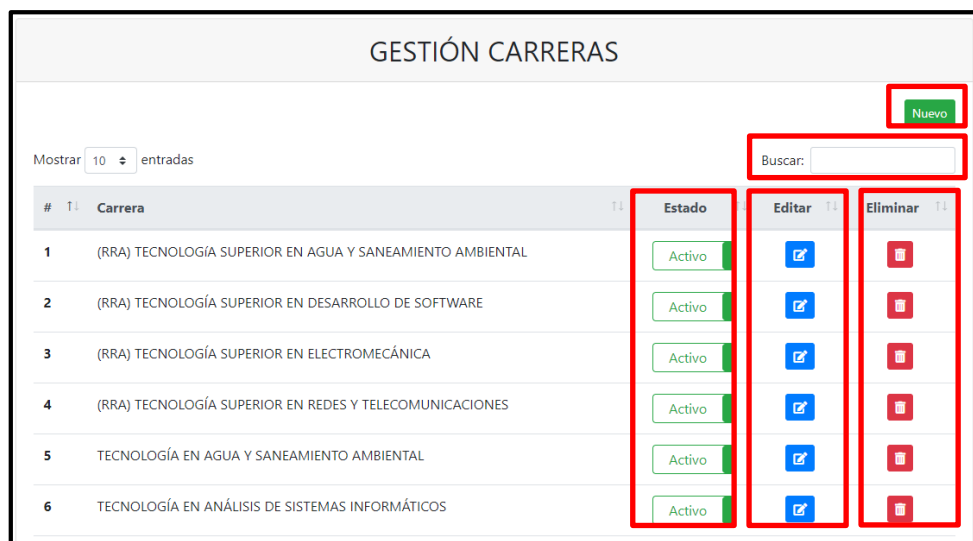 GESTIÓN CARRERAS
Nuevo
Mostrar 10 entradas Buscar:
# Carrera Estado Editar Eliminar
1 (RRA) TECNOLOGíA SUPERIOR EN AGUA Y SANEAMIENTO AMBIENTAL Activo
2 (RRA) TECNOLOGÍA SUPERIOR EN DESARROLLO DE SOFTWARE Activo
3 (RRA) TECNOLOGÍA SUPERIOR EN ELECTROMECÁNICA Activo
4 (RRA) TECNOLOGÍA SUPERIOR EN REDES Y TELECOMUNICACIONES Activo
5 TECNOLOGÍA EN AGUA Y SANEAMIENTO AMBIENTAL Activo
6 TECNOLOGÍA EN ANÁLISIS DE SISTEMAS INFORMÁTICOS Activo